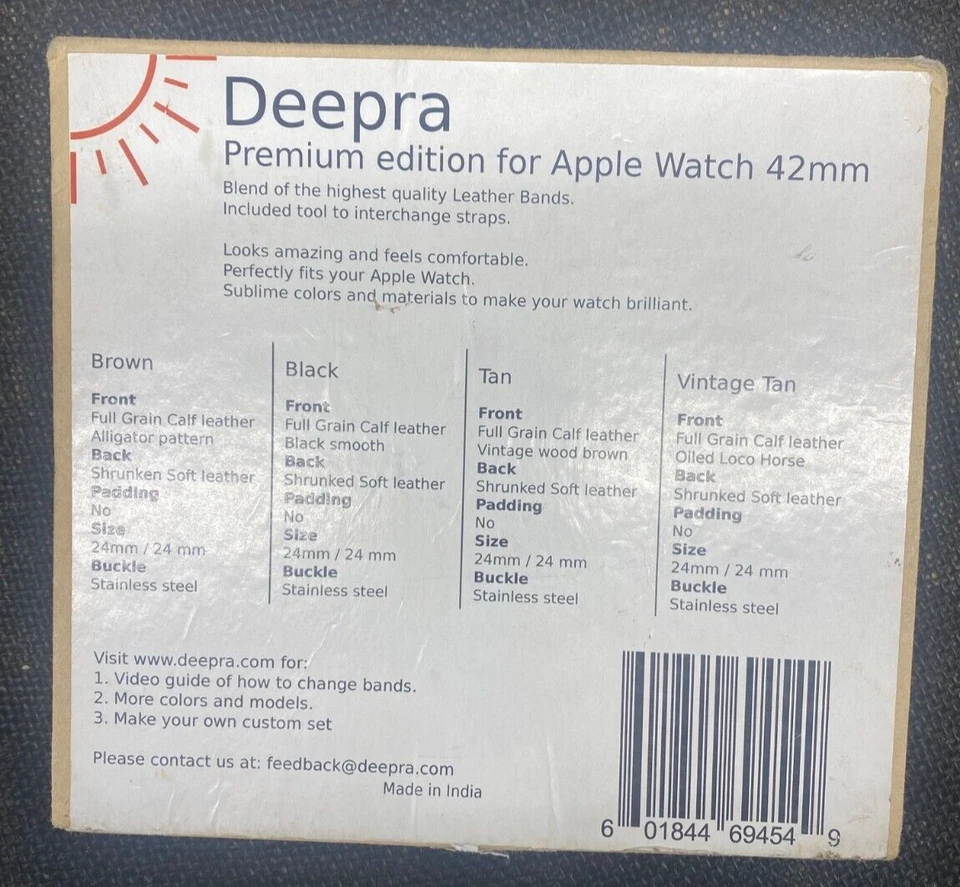 Deepra
Premium edition for Apple Watch 42mm
Blend of the highest quality Leather Bands.
Included tool to interchange straps.
Looks amazing and feels comfortable.
Perfectly fits your Apple Watch.
Sublime colors and materials to make your watch brilliant.
Brown
Front
Full Grain Calf leather
Alligator pattern
Back
Shrunken Soft leather
Padding
No
Size
24mm / 24 mm
Buckle
Stainless steel
Black
Front
Full Grain Calf leather
Black smooth
Back
Shrunked Soft leather
Padding
No
Size
24mm / 24 mm
Buckle
Stainless steel
Tan
Front
Full Grain Calf leather
Vintage wood brown
Back
Shrunked Soft leather
Padding
No
Size
24mm / 24 mm
Buckle
Stainless steel
Vintage Tan
Front
Full Grain Calf leather
Oiled Loco Horse
Back
Shrunked Soft leather
Padding
No
Size
24mm / 24 mm
Buckle
Stainless steel
Visit www.deepra.com for:
1. Video guide of how to change bands.
2. More colors and models.
3. Make your own custom set
Please contact us at: feedback@deepra.com
Made in India
6 01844 69454 9